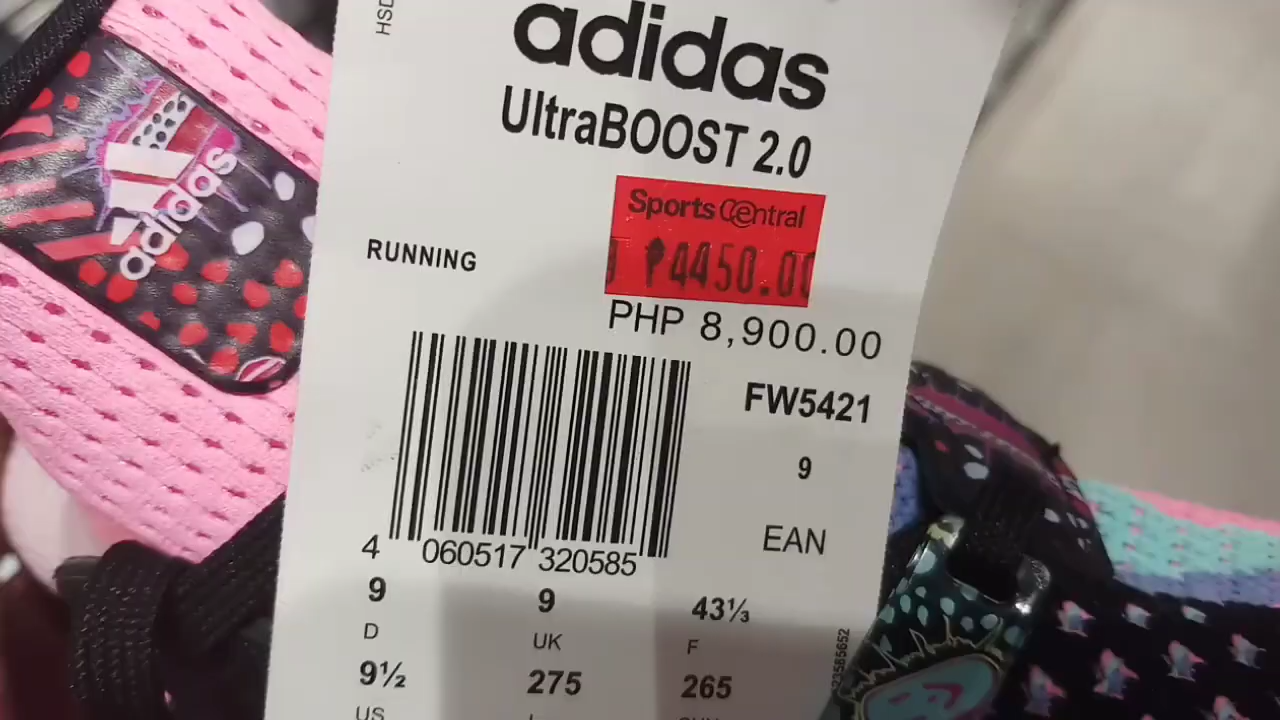 HSD
adidas
UltraBOOST 2.0
adidas
Sports Central
₱4450.00
RUNNING
PHP 8,900.00
FW5421
9
EAN
4 060517 320585
9 9 43⅓
D UK F
9½ 275 265
US